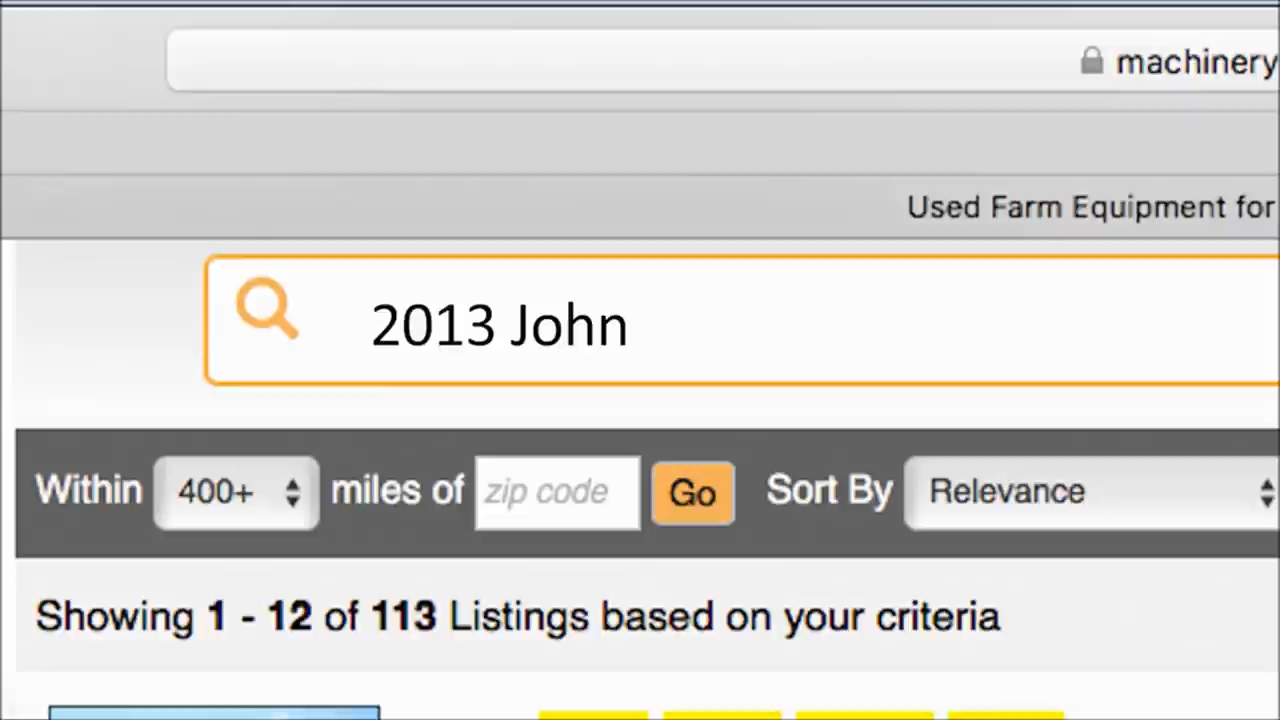 machinery
Used Farm Equipment for
2013 John
Within 400+ miles of zip code Go Sort By Relevance
Showing 1 - 12 of 113 Listings based on your criteria